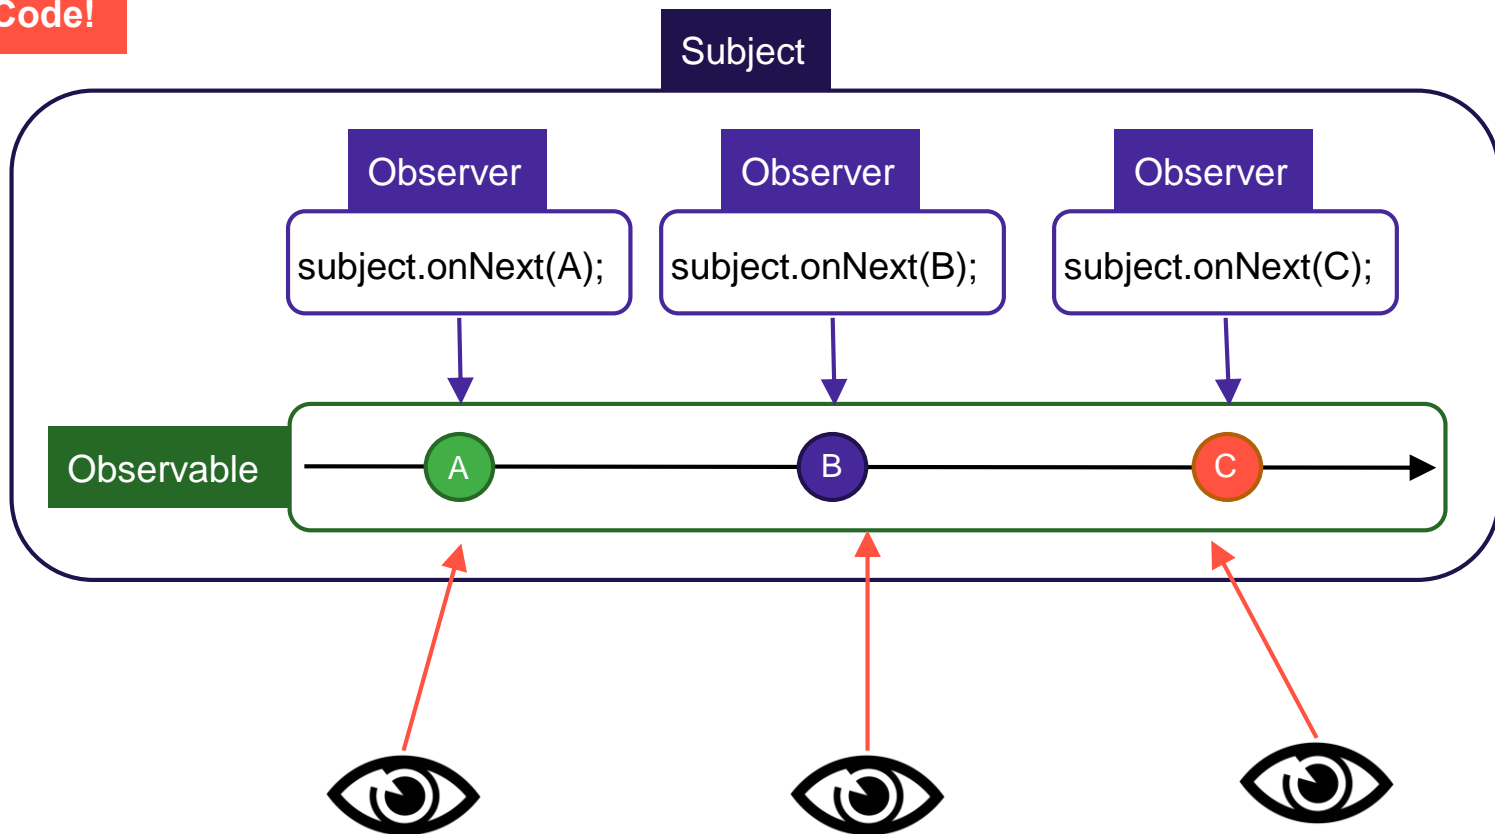 Code!
Subject
Observer
Observer
Observer
subject.onNext(A);
subject.onNext(B);
subject.onNext(C);
Observable
A
B
C